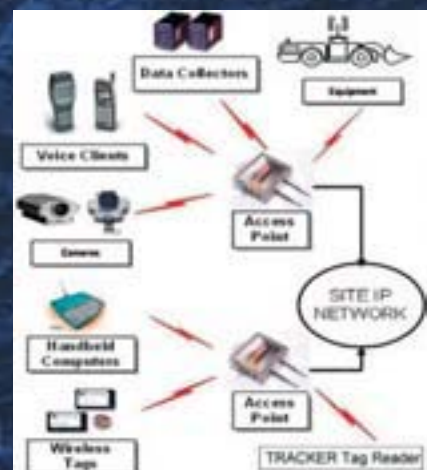 Data Collectors
Equipment
Voice Clients
Access
Point
Cameras
SITE IP
NETWORK
Handheld
Computers
Access
Point
Wireless
Tags
TRACKER Tag Reader